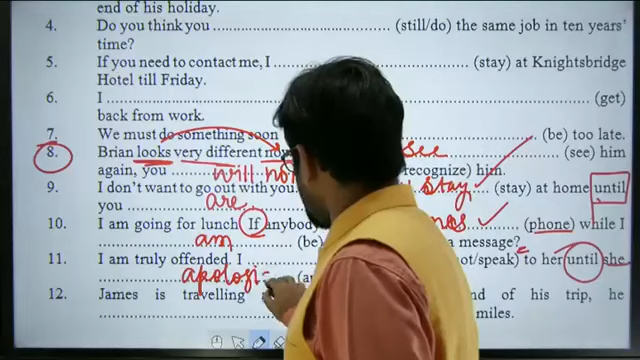 end of his holiday.
4. Do you think you ........................................ (still/do) the same job in ten years'
time?
5. If you need to contact me, I ........................................ (stay) at Knightsbridge
Hotel till Friday.
6. I ........................................ (get)
back from work.
7. We must do something soon (be) too late.
8. Brian looks very different now see (see) him
again, you will not recognize) him.
9. I don't want to go out with you. stay (stay) at home until
you are
10. I am going for lunch If anybody (phone) while I
am (be) a message?
11. I am truly offended. I ot/speak) to her until she
apologi
12. James is travelling nd of his trip, he
miles.